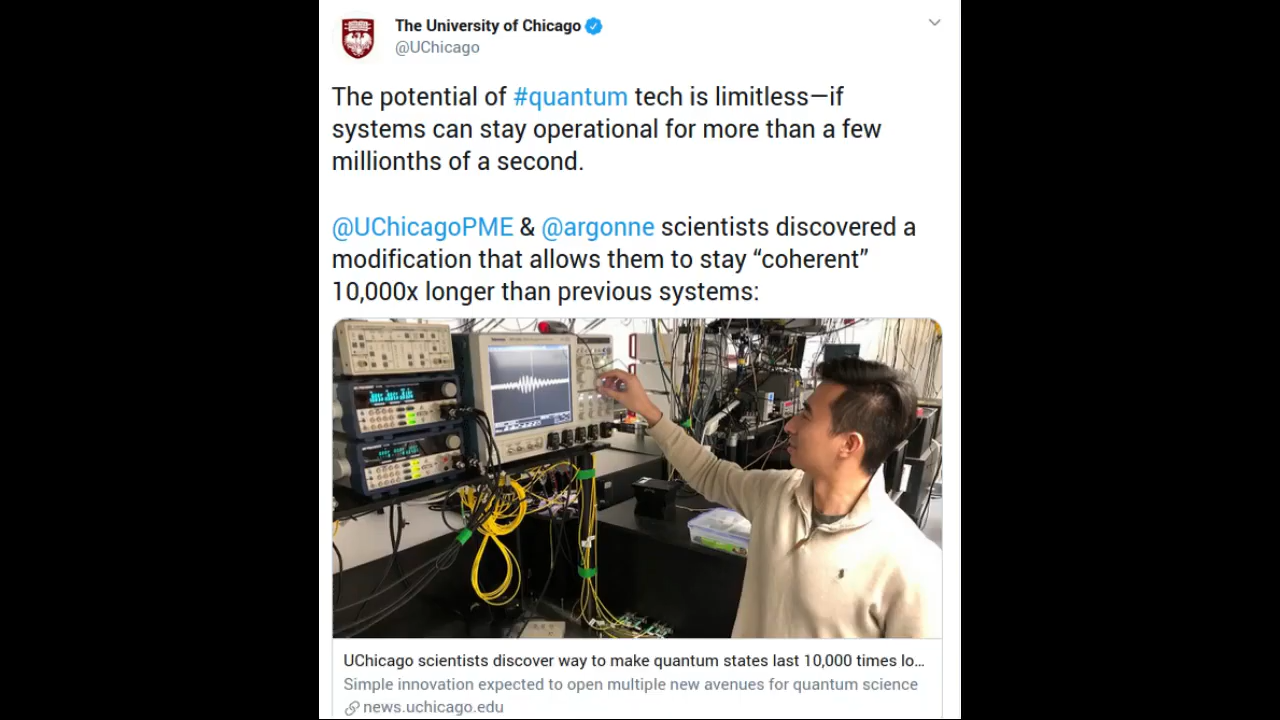 The University of Chicago
@UChicago
The potential of #quantum tech is limitless—if
systems can stay operational for more than a few
millionths of a second.
@UChicagoPME & @argonne scientists discovered a
modification that allows them to stay “coherent”
10,000x longer than previous systems:
UChicago scientists discover way to make quantum states last 10,000 times lo...
Simple innovation expected to open multiple new avenues for quantum science
news.uchicago.edu